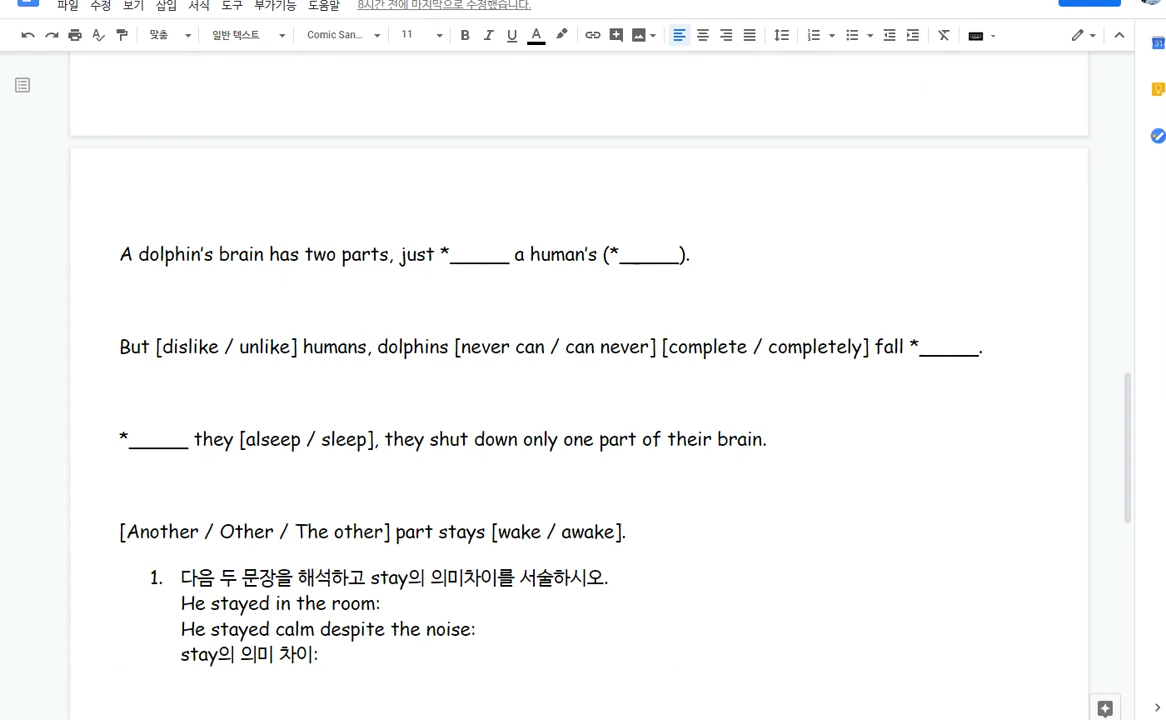 파일 수정 보기 삽입 서식 도구 부가기능 도움말 8시간 전에 마지막으로 수정했습니다.
맞춤 일반 텍스트 Comic San... 11 B I U A
31
A dolphin's brain has two parts, just *______ a human's (*______).
But [dislike / unlike] humans, dolphins [never can / can never] [complete / completely] fall *______.
*______ they [alseep / sleep], they shut down only one part of their brain.
[Another / Other / The other] part stays [wake / awake].
1. 다음 두 문장을 해석하고 stay의 의미차이를 서술하시오.
He stayed in the room:
He stayed calm despite the noise:
stay의 의미 차이: